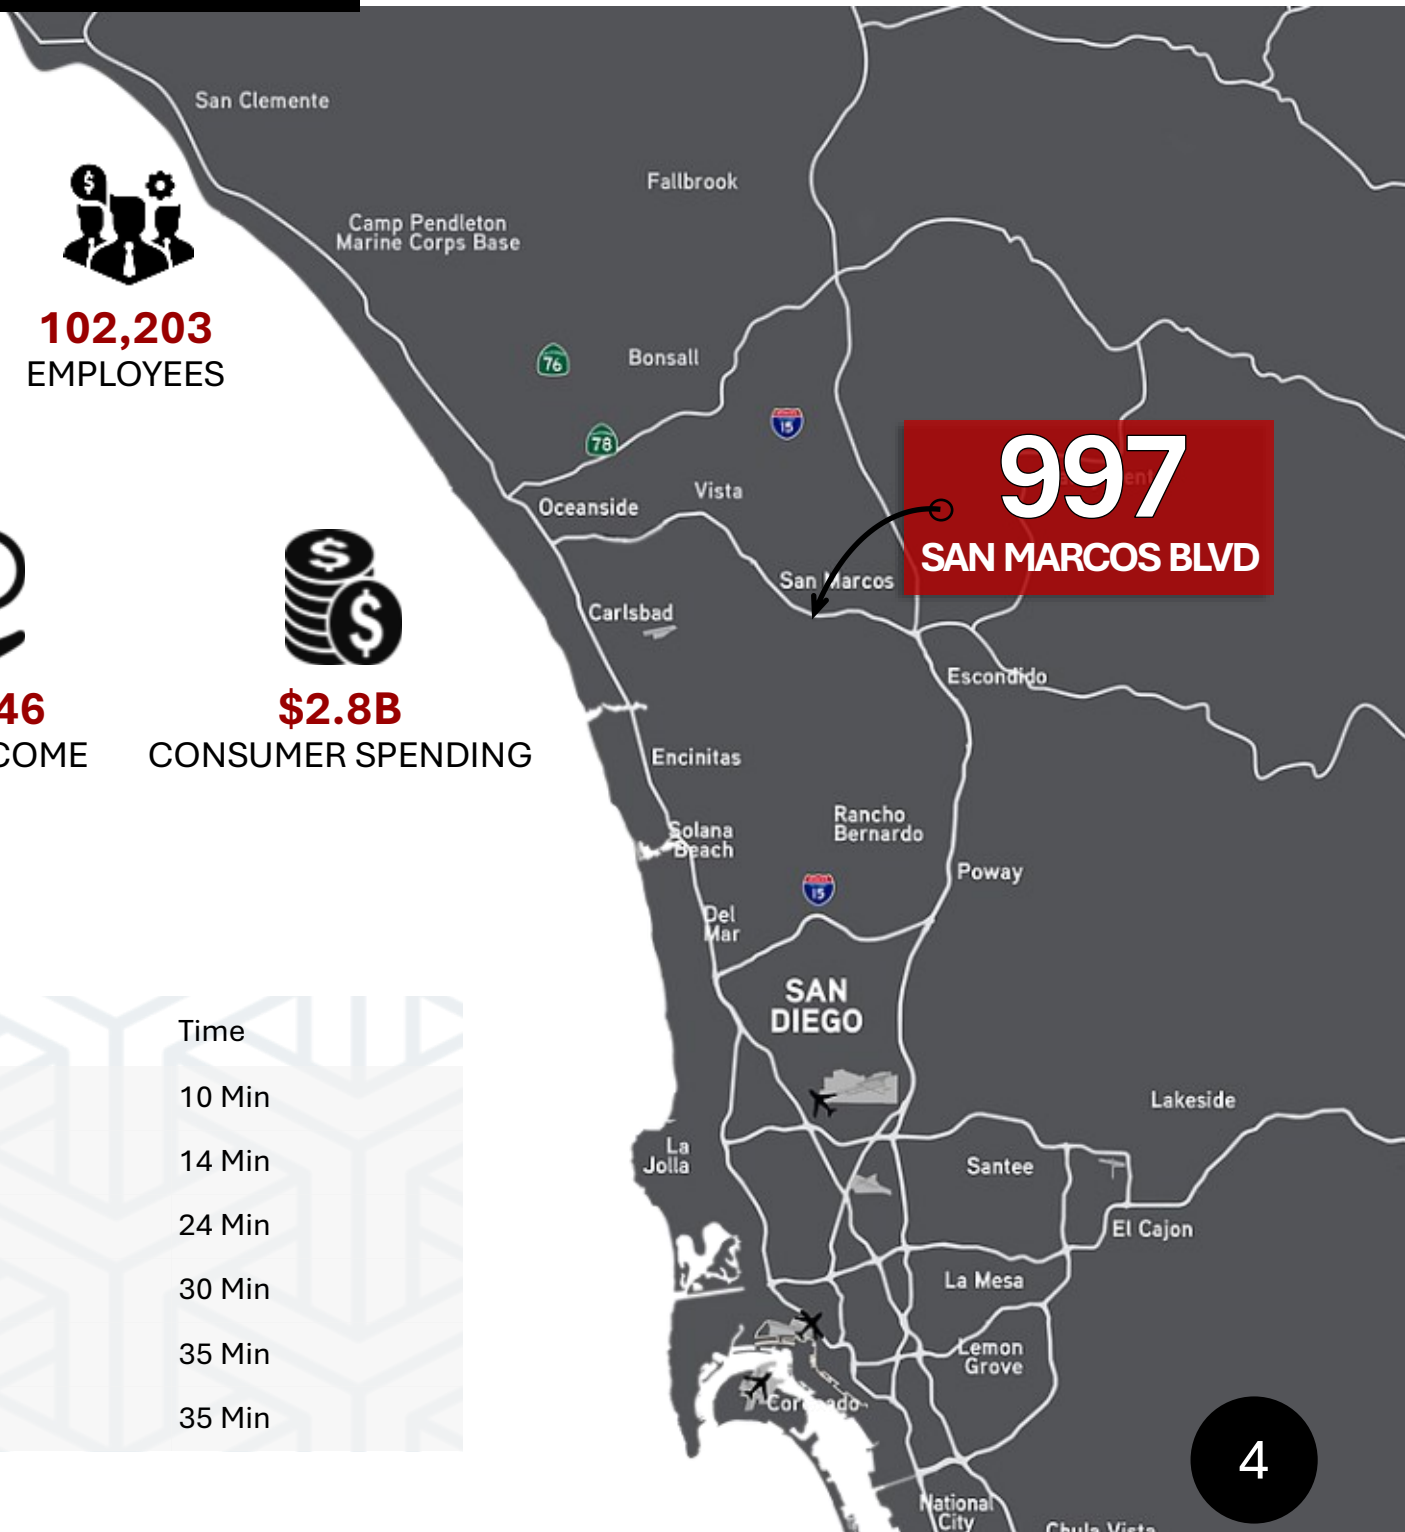 San Clemente
Fallbrook
Camp Pendleton
Marine Corps Base
$
102,203
EMPLOYEES
76
Bonsall
78
15
997
SAN MARCOS BLVD
Vista
Oceanside
San Marcos
Carlsbad
$
$
46
COME
$2.8B
CONSUMER SPENDING
Escondido
Encinitas
Rancho
Bernardo
Solana
Beach
Poway
15
Del
Mar
SAN
DIEGO
Time
10 Min
14 Min
24 Min
30 Min
35 Min
35 Min
Lakeside
La
Jolla
Santee
El Cajon
La Mesa
Lemon
Grove
Coronado
National
City
Chula Vista
4